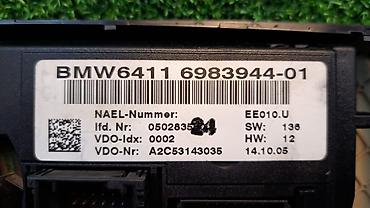 BMW6411 6983944-01
NAEL-Nummer: EE010.U
lfd. Nr: 0502835 SW: 136
VDO-Idx: 0002 HW: 12
VDO-Nr: A2C53143035 14.10.05